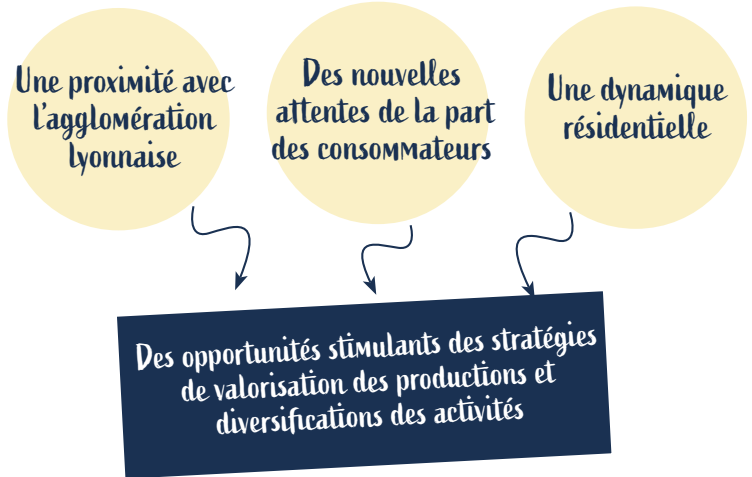 Une proximité avec
l'agglomération
lyonnaise
Des nouvelles
attentes de la part
des consommateurs
Une dynamique
résidentielle
Des opportunités stimulants des stratégies
de valorisation des productions et
diversifications des activités